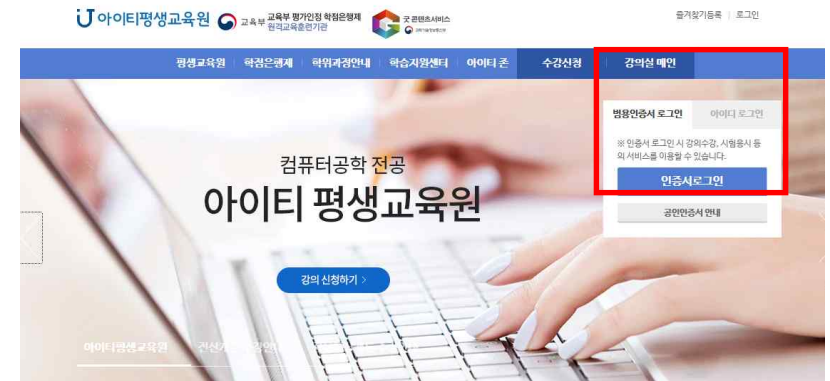 아이티평생교육원 교육부 교육부 평가인정 학점은행제 굿 콘텐츠서비스
원격교육훈련기관
즐겨찾기등록 | 로그인
평생교육원 학점은행제 학위과정안내 학습지원센터 아이티 존 수강신청 강의실 메인
범용인증서 로그인 아이디 로그인
※ 인증서 로그인 시 강의수강, 시험응시 등
의 서비스를 이용할 수 있습니다.
인증서로그인
공인인증서 안내
컴퓨터공학 전공
아이티 평생교육원
강의 신청하기 >
아이티평생교육원